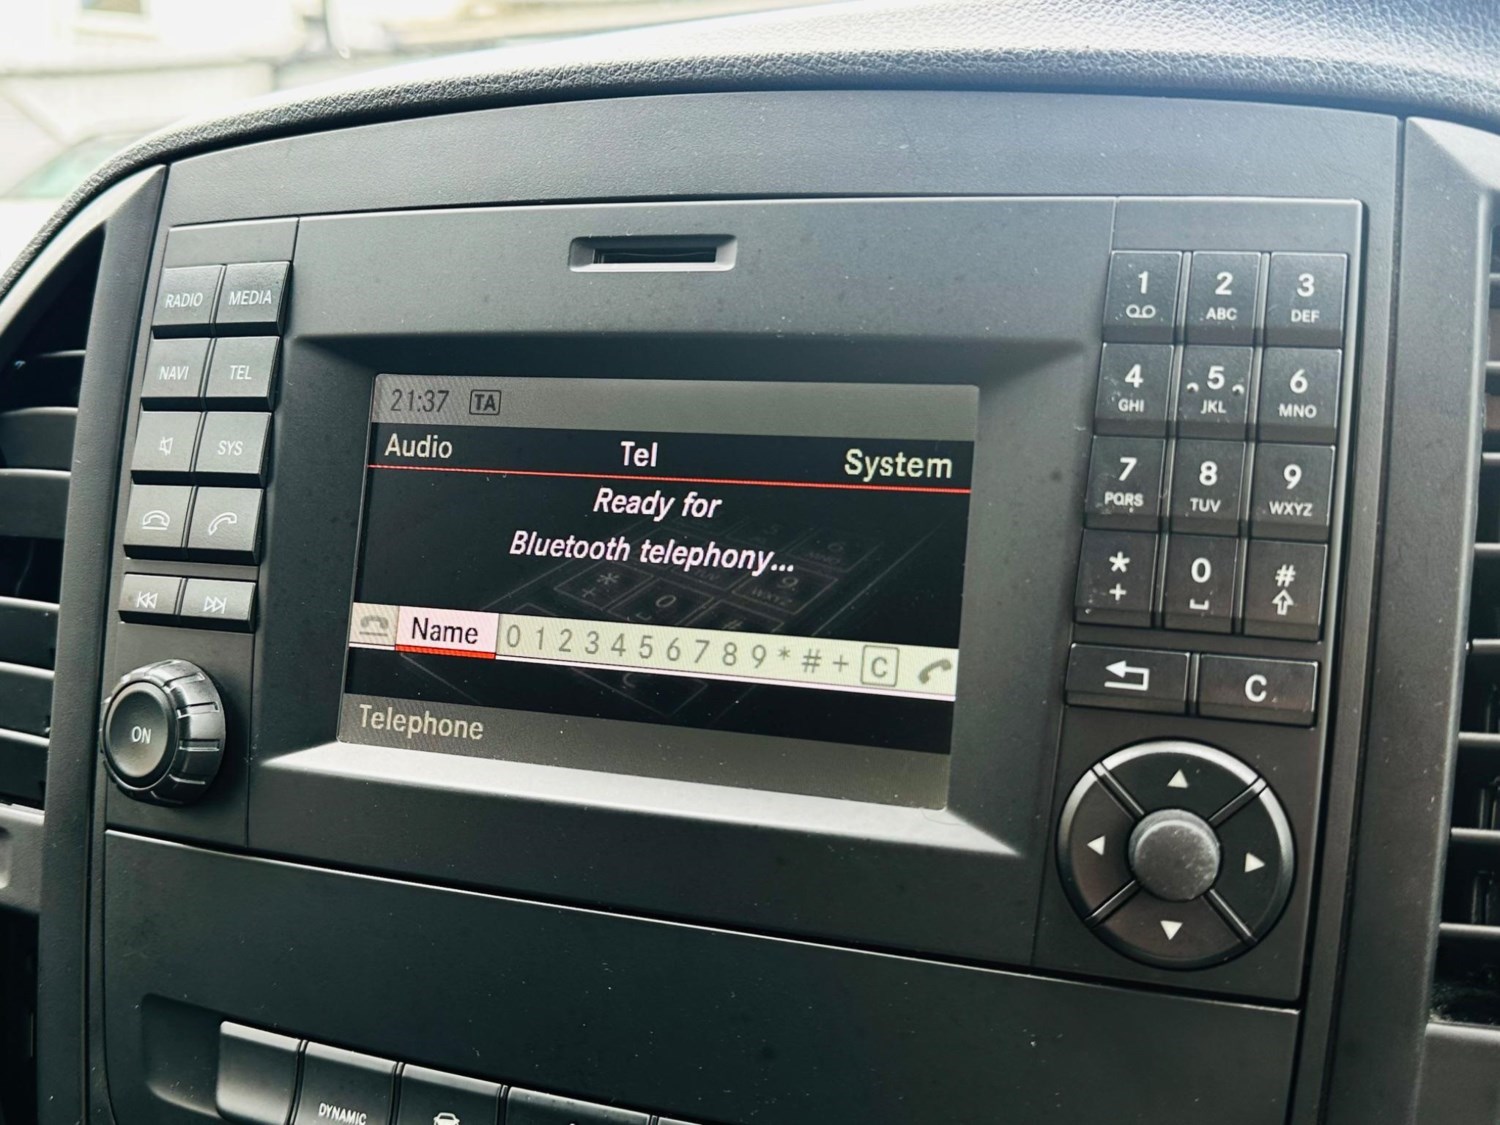 RADIO MEDIA
NAVI TEL
SYS
ON
21:37 TA
Audio Tel System
Ready for
Bluetooth telephony...
Name 0 1 2 3 4 5 6 7 8 9 * # + C
Telephone
1 2 3
ABC DEF
4 5 6
GHI JKL MNO
7 8 9
PQRS TUV WXYZ
* 0 #
+
C
DYNAMIC